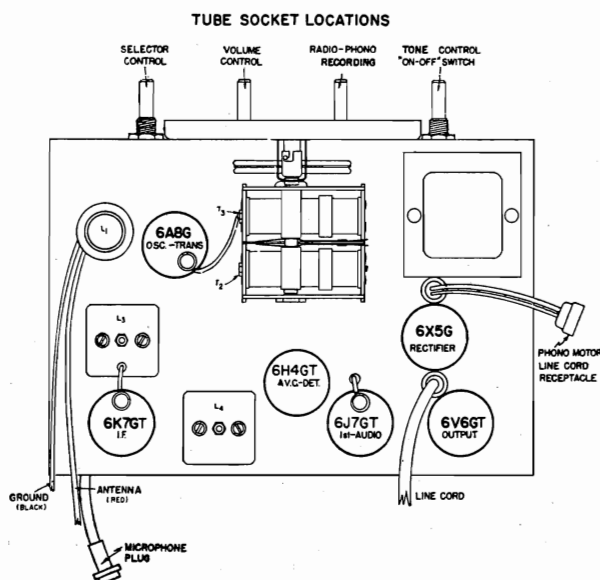 TUBE SOCKET LOCATIONS
SELECTOR
CONTROL
VOLUME
CONTROL
RADIO-PHONO
RECORDING
TONE CONTROL
"ON-OFF" SWITCH
L1
6A8G
OSC.-TRANS
T3
T2
L3
6X5G
RECTIFIER
PHONO MOTOR
LINE CORD
RECEPTACLE
6H4GT
A.V.C-DET.
6K7GT
I.F.
L4
6J7GT
1st-AUDIO
6V6GT
OUTPUT
GROUND
(BLACK)
ANTENNA
(RED)
LINE CORD
MICROPHONE
PLUG